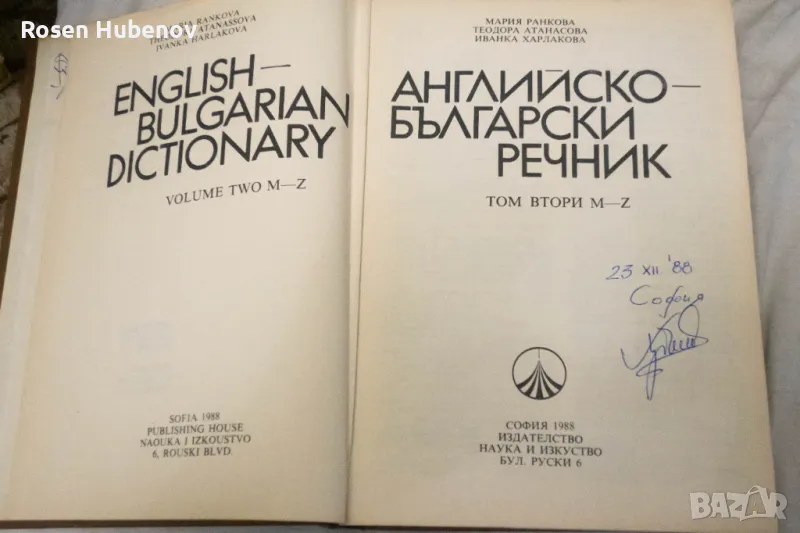 Rosen Hubenov
RANKOVA
ATANASSOVA
IVANKA HARLAKOVA
ENGLISH—
BULGARIAN
DICTIONARY
VOLUME TWO M—Z
SOFIA 1988
PUBLISHING HOUSE
NAOUKA I IZKOUSTVO
6, ROUSKI BLVD.
МАРИЯ РАНКОВА
ТЕОДОРА АТАНАСОВА
ИВАНКА ХАРЛАКОВА
АНГЛИЙСКО—
БЪЛГАРСКИ
РЕЧНИК
ТОМ ВТОРИ M—Z
23 XII '88
София
СОФИЯ 1988
ИЗДАТЕЛСТВО
НАУКА И ИЗКУСТВО
БУЛ. РУСКИ 6
BAZAR